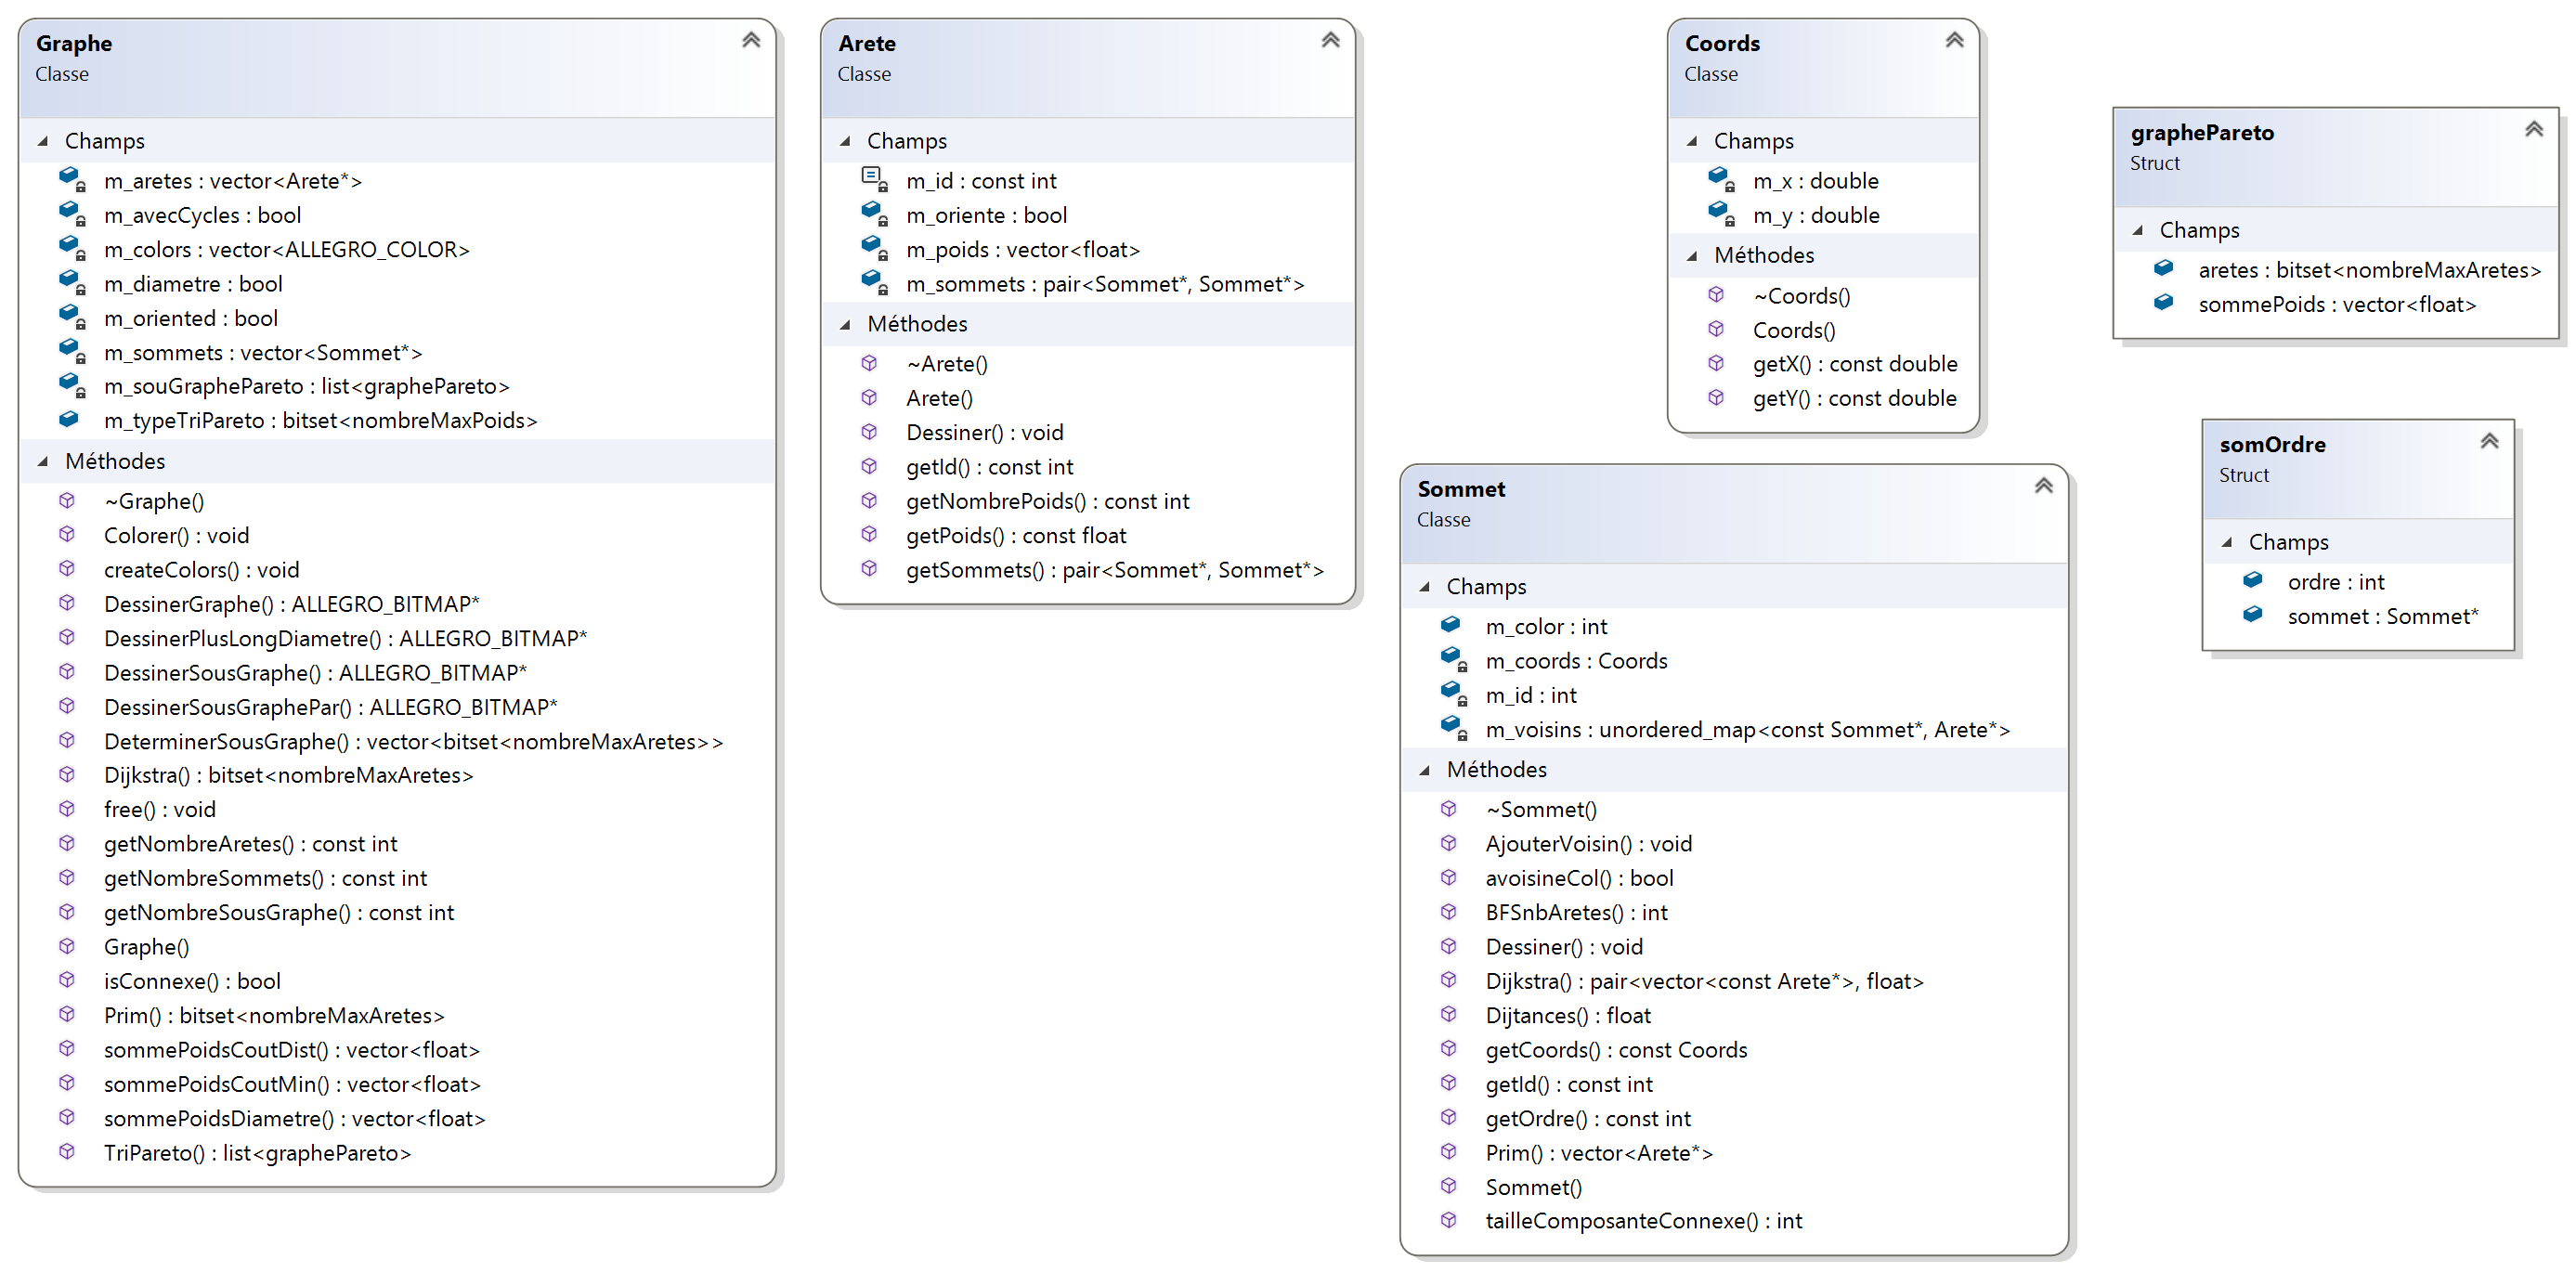 Graphe
Classe
Champs
m_aretes : vector<Arete*>
m_avecCycles : bool
m_colors : vector<ALLEGRO_COLOR>
m_diametre : bool
m_oriented : bool
m_sommets : vector<Sommet*>
m_souGraphePareto : list<graphePareto>
m_typeTriPareto : bitset<nombreMaxPoids>
Méthodes
~Graphe()
Colorer() : void
createColors() : void
DessinerGraphe() : ALLEGRO_BITMAP*
DessinerPlusLongDiametre() : ALLEGRO_BITMAP*
DessinerSousGraphe() : ALLEGRO_BITMAP*
DessinerSousGraphePar() : ALLEGRO_BITMAP*
DeterminerSousGraphe() : vector<bitset<nombreMaxAretes>>
Dijkstra() : bitset<nombreMaxAretes>
free() : void
getNombreAretes() : const int
getNombreSommets() : const int
getNombreSousGraphe() : const int
Graphe()
isConnexe() : bool
Prim() : bitset<nombreMaxAretes>
sommePoidsCoutDist() : vector<float>
sommePoidsCoutMin() : vector<float>
sommePoidsDiametre() : vector<float>
TriPareto() : list<graphePareto>
Arete
Classe
Champs
m_id : const int
m_oriente : bool
m_poids : vector<float>
m_sommets : pair<Sommet*, Sommet*>
Méthodes
~Arete()
Arete()
Dessiner() : void
getId() : const int
getNombrePoids() : const int
getPoids() : const float
getSommets() : pair<Sommet*, Sommet*>
Coords
Classe
Champs
m_x : double
m_y : double
Méthodes
~Coords()
Coords()
getX() : const double
getY() : const double
Sommet
Classe
Champs
m_color : int
m_coords : Coords
m_id : int
m_voisins : unordered_map<const Sommet*, Arete*>
Méthodes
~Sommet()
AjouterVoisin() : void
avoisineCol() : bool
BFSnbAretes() : int
Dessiner() : void
Dijkstra() : pair<vector<const Arete*>, float>
Dijtances() : float
getCoords() : const Coords
getId() : const int
getOrdre() : const int
Prim() : vector<Arete*>
Sommet()
tailleComposanteConnexe() : int
graphePareto
Struct
Champs
aretes : bitset<nombreMaxAretes>
sommePoids : vector<float>
somOrdre
Struct
Champs
ordre : int
sommet : Sommet*